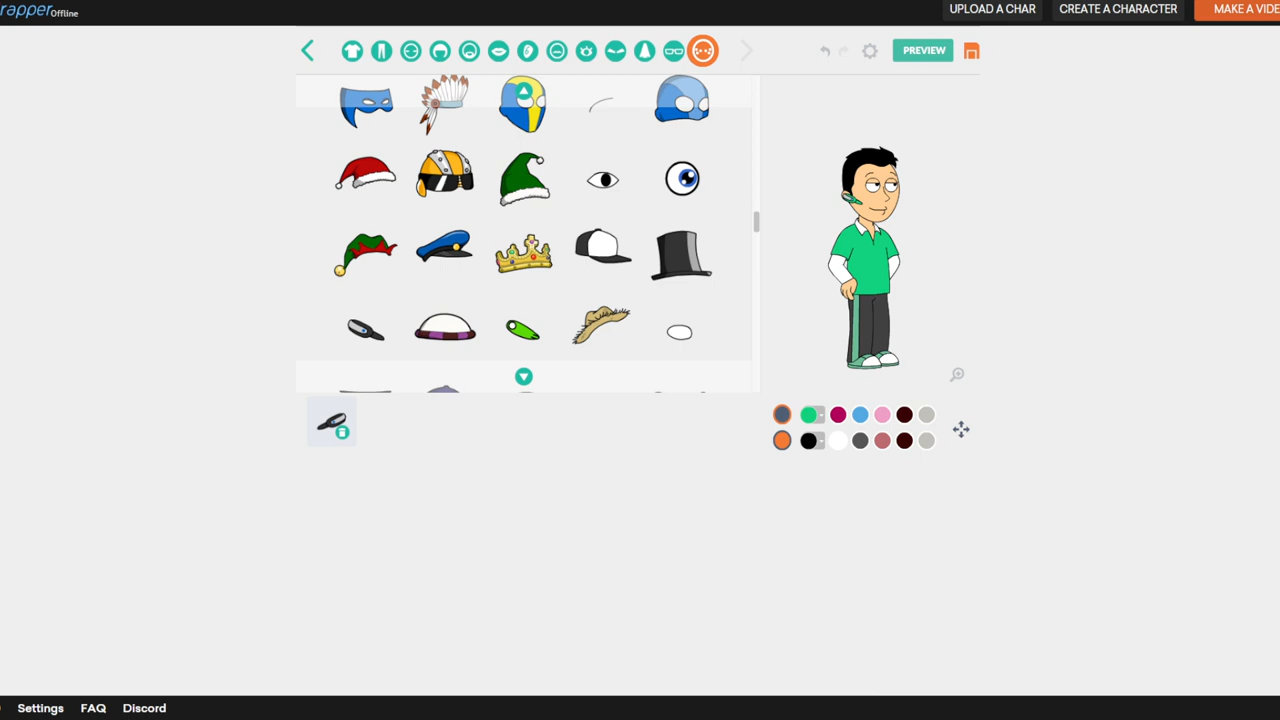 rapper Offline
UPLOAD A CHAR
CREATE A CHARACTER
MAKE A VIDE
PREVIEW
Settings
FAQ
Discord